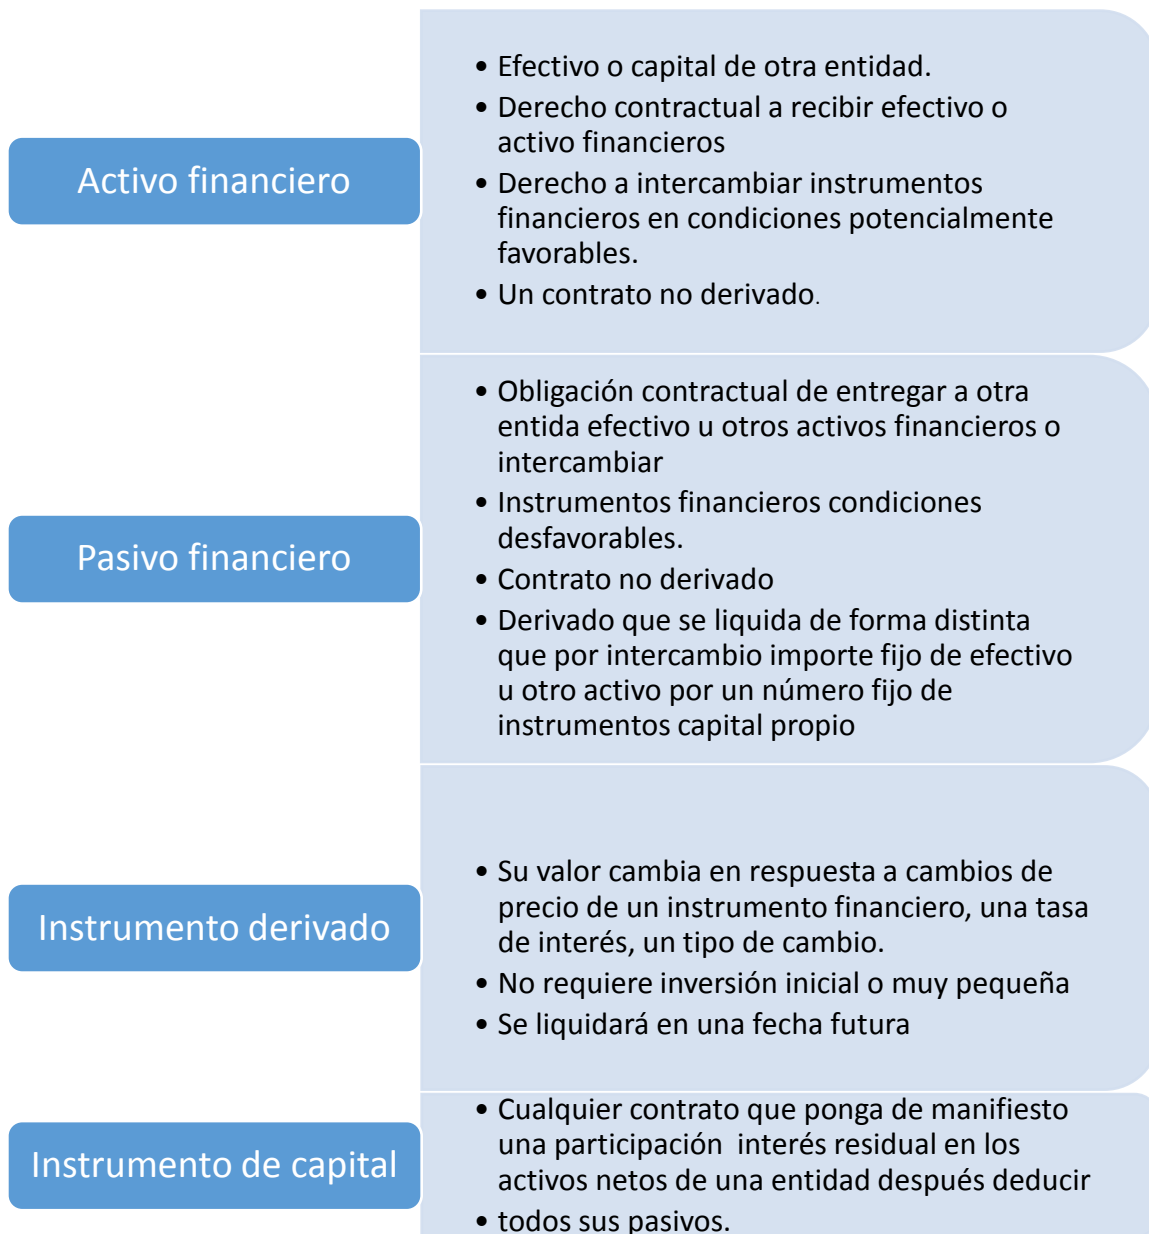 Activo financiero
• Efectivo o capital de otra entidad.
• Derecho contractual a recibir efectivo o
activo financieros
• Derecho a intercambiar instrumentos
financieros en condiciones potencialmente
favorables.
• Un contrato no derivado.
Pasivo financiero
• Obligación contractual de entregar a otra
entida efectivo u otros activos financieros o
intercambiar
• Instrumentos financieros condiciones
desfavorables.
• Contrato no derivado
• Derivado que se liquida de forma distinta
que por intercambio importe fijo de efectivo
u otro activo por un número fijo de
instrumentos capital propio
Instrumento derivado
• Su valor cambia en respuesta a cambios de
precio de un instrumento financiero, una tasa
de interés, un tipo de cambio.
• No requiere inversión inicial o muy pequeña
• Se liquidará en una fecha futura
Instrumento de capital
• Cualquier contrato que ponga de manifiesto
una participación interés residual en los
activos netos de una entidad después deducir
• todos sus pasivos.